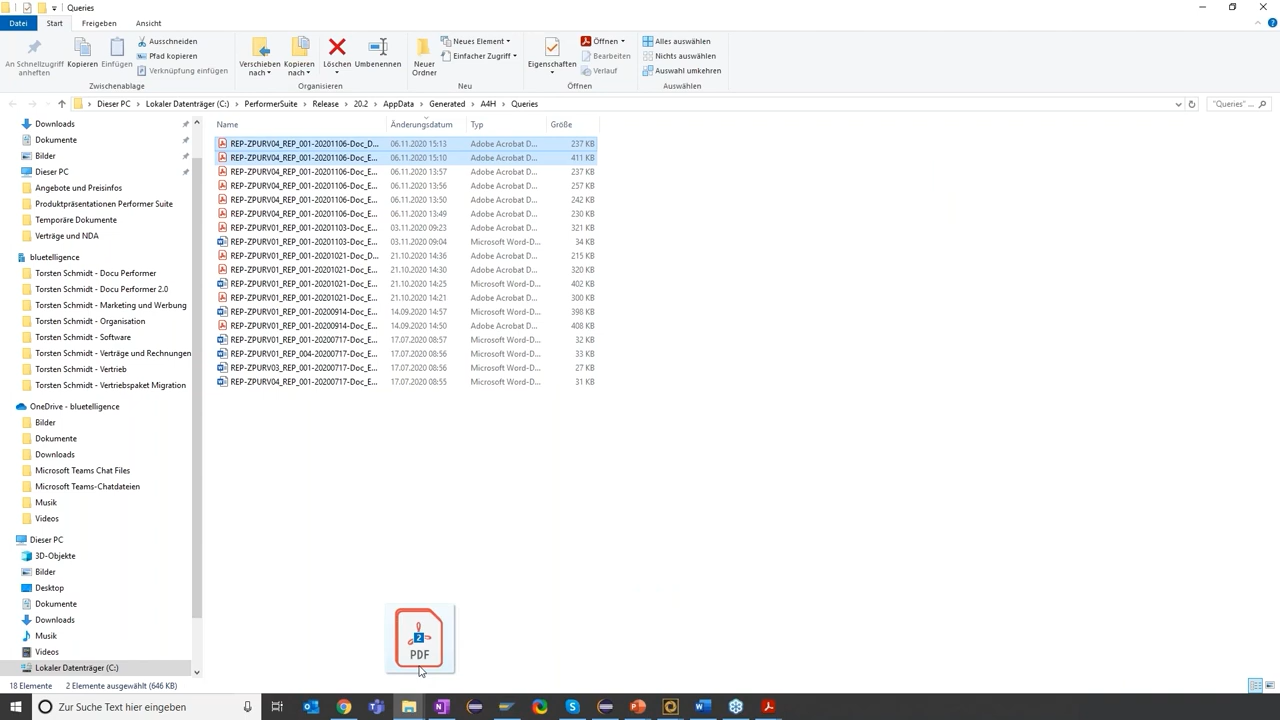 Queries
Datei Start Freigeben Ansicht
An Schnellzugriff anheften
Kopieren
Einfügen
Ausschneiden
Pfad kopieren
Verknüpfung einfügen
Zwischenablage
Verschieben nach
Kopieren nach
Löschen
Umbenennen
Organisieren
Neuer Ordner
Neues Element
Einfacher Zugriff
Neu
Eigenschaften
Öffnen
Bearbeiten
Verlauf
Öffnen
Alles auswählen
Nichts auswählen
Auswahl umkehren
Auswählen
Dieser PC > Lokaler Datenträger (C:) > PerformerSuite > Release > 20.2 > AppData > Generated > A4H > Queries
"Queries" ...
Downloads
Dokumente
Bilder
Dieser PC
Angebote und Preisinfos
Produktpräsentationen Performer Suite
Temporäre Dokumente
Verträge und NDA
bluetelligence
Torsten Schmidt - Docu Performer
Torsten Schmidt - Docu Performer 2.0
Torsten Schmidt - Marketing und Werbung
Torsten Schmidt - Organisation
Torsten Schmidt - Software
Torsten Schmidt - Verträge und Rechnungen
Torsten Schmidt - Vertrieb
Torsten Schmidt - Vertriebspaket Migration
OneDrive - bluetelligence
Bilder
Dokumente
Downloads
Microsoft Teams Chat Files
Microsoft Teams-Chatdateien
Musik
Videos
Dieser PC
3D-Objekte
Bilder
Desktop
Dokumente
Downloads
Musik
Videos
Lokaler Datenträger (C:)
Name Änderungsdatum Typ Größe
REP-ZPURV04_REP_001-20201106-Doc_D... 06.11.2020 15:13 Adobe Acrobat D... 237 KB
REP-ZPURV04_REP_001-20201106-Doc_E... 06.11.2020 15:10 Adobe Acrobat D... 411 KB
REP-ZPURV04_REP_001-20201106-Doc_E... 06.11.2020 13:57 Adobe Acrobat D... 237 KB
REP-ZPURV04_REP_001-20201106-Doc_E... 06.11.2020 13:56 Adobe Acrobat D... 257 KB
REP-ZPURV04_REP_001-20201106-Doc_E... 06.11.2020 13:50 Adobe Acrobat D... 242 KB
REP-ZPURV04_REP_001-20201106-Doc_E... 06.11.2020 13:49 Adobe Acrobat D... 230 KB
REP-ZPURV01_REP_001-20201103-Doc_E... 03.11.2020 09:23 Adobe Acrobat D... 321 KB
REP-ZPURV01_REP_001-20201103-Doc_E... 03.11.2020 09:04 Microsoft Word-D... 34 KB
REP-ZPURV01_REP_001-20201021-Doc_D... 21.10.2020 14:36 Adobe Acrobat D... 215 KB
REP-ZPURV01_REP_001-20201021-Doc_E... 21.10.2020 14:30 Adobe Acrobat D... 320 KB
REP-ZPURV01_REP_001-20201021-Doc_E... 21.10.2020 14:25 Microsoft Word-D... 402 KB
REP-ZPURV01_REP_001-20201021-Doc_E... 21.10.2020 14:21 Adobe Acrobat D... 300 KB
REP-ZPURV01_REP_001-20200914-Doc_E... 14.09.2020 14:57 Microsoft Word-D... 398 KB
REP-ZPURV01_REP_001-20200914-Doc_E... 14.09.2020 14:50 Adobe Acrobat D... 408 KB
REP-ZPURV01_REP_001-20200717-Doc_E... 17.07.2020 08:57 Microsoft Word-D... 32 KB
REP-ZPURV01_REP_004-20200717-Doc_E... 17.07.2020 08:56 Microsoft Word-D... 33 KB
REP-ZPURV03_REP_001-20200717-Doc_E... 17.07.2020 08:56 Microsoft Word-D... 27 KB
REP-ZPURV04_REP_001-20200717-Doc_E... 17.07.2020 08:55 Microsoft Word-D... 31 KB
2
PDF
18 Elemente 2 Elemente ausgewählt (646 KB)
Zur Suche Text hier eingeben